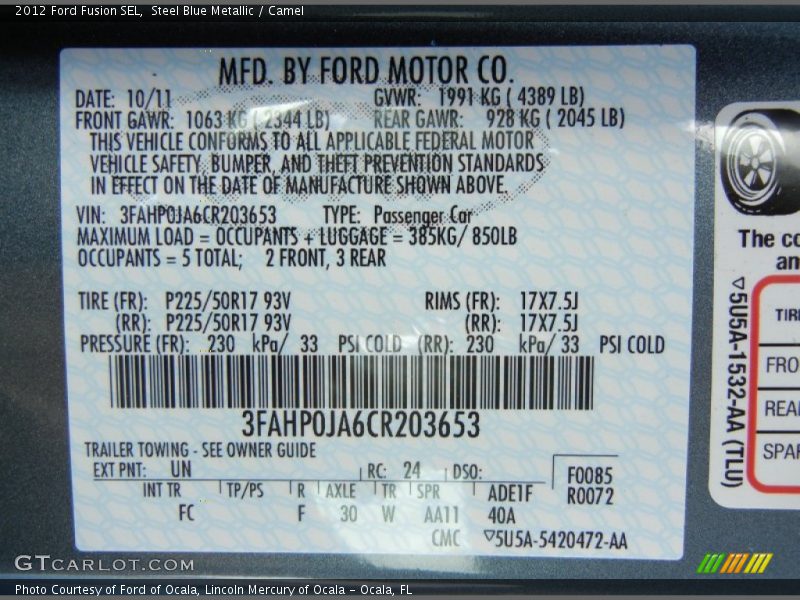 2012 Ford Fusion SEL,  Steel Blue Metallic / Camel
MFD. BY FORD MOTOR CO.
DATE: 10/11 GVWR: 1991 KG ( 4389 LB)
FRONT GAWR: 1063 KG ( 2344 LB) REAR GAWR: 928 KG ( 2045 LB)
THIS VEHICLE CONFORMS TO ALL APPLICABLE FEDERAL MOTOR
VEHICLE SAFETY, BUMPER, AND THEFT PREVENTION STANDARDS
IN EFFECT ON THE DATE OF MANUFACTURE SHOWN ABOVE.
VIN: 3FAHP0JA6CR203653 TYPE: Passenger Car
MAXIMUM LOAD = OCCUPANTS + LUGGAGE = 385KG/ 850LB
OCCUPANTS = 5 TOTAL; 2 FRONT, 3 REAR
TIRE (FR): P225/50R17 93V RIMS (FR): 17X7.5J
(RR): P225/50R17 93V (RR): 17X7.5J
PRESSURE (FR): 230 kPa/ 33 PSI COLD (RR): 230 kPa/ 33 PSI COLD
3FAHP0JA6CR203653
TRAILER TOWING - SEE OWNER GUIDE
EXT PNT: UN RC: 24 DSO: F0085
R0072
INT TR TP/PS R AXLE TR SPR ADE1F
FC F 30 W AA11 40A
CMC ▽5U5A-5420472-AA
The co
an
TIRE
FRO
REA
SPAR
▽5U5A-1532-AA (TLU)
GTCARLOT.COM
Photo Courtesy of Ford of Ocala, Lincoln Mercury of Ocala – Ocala, FL